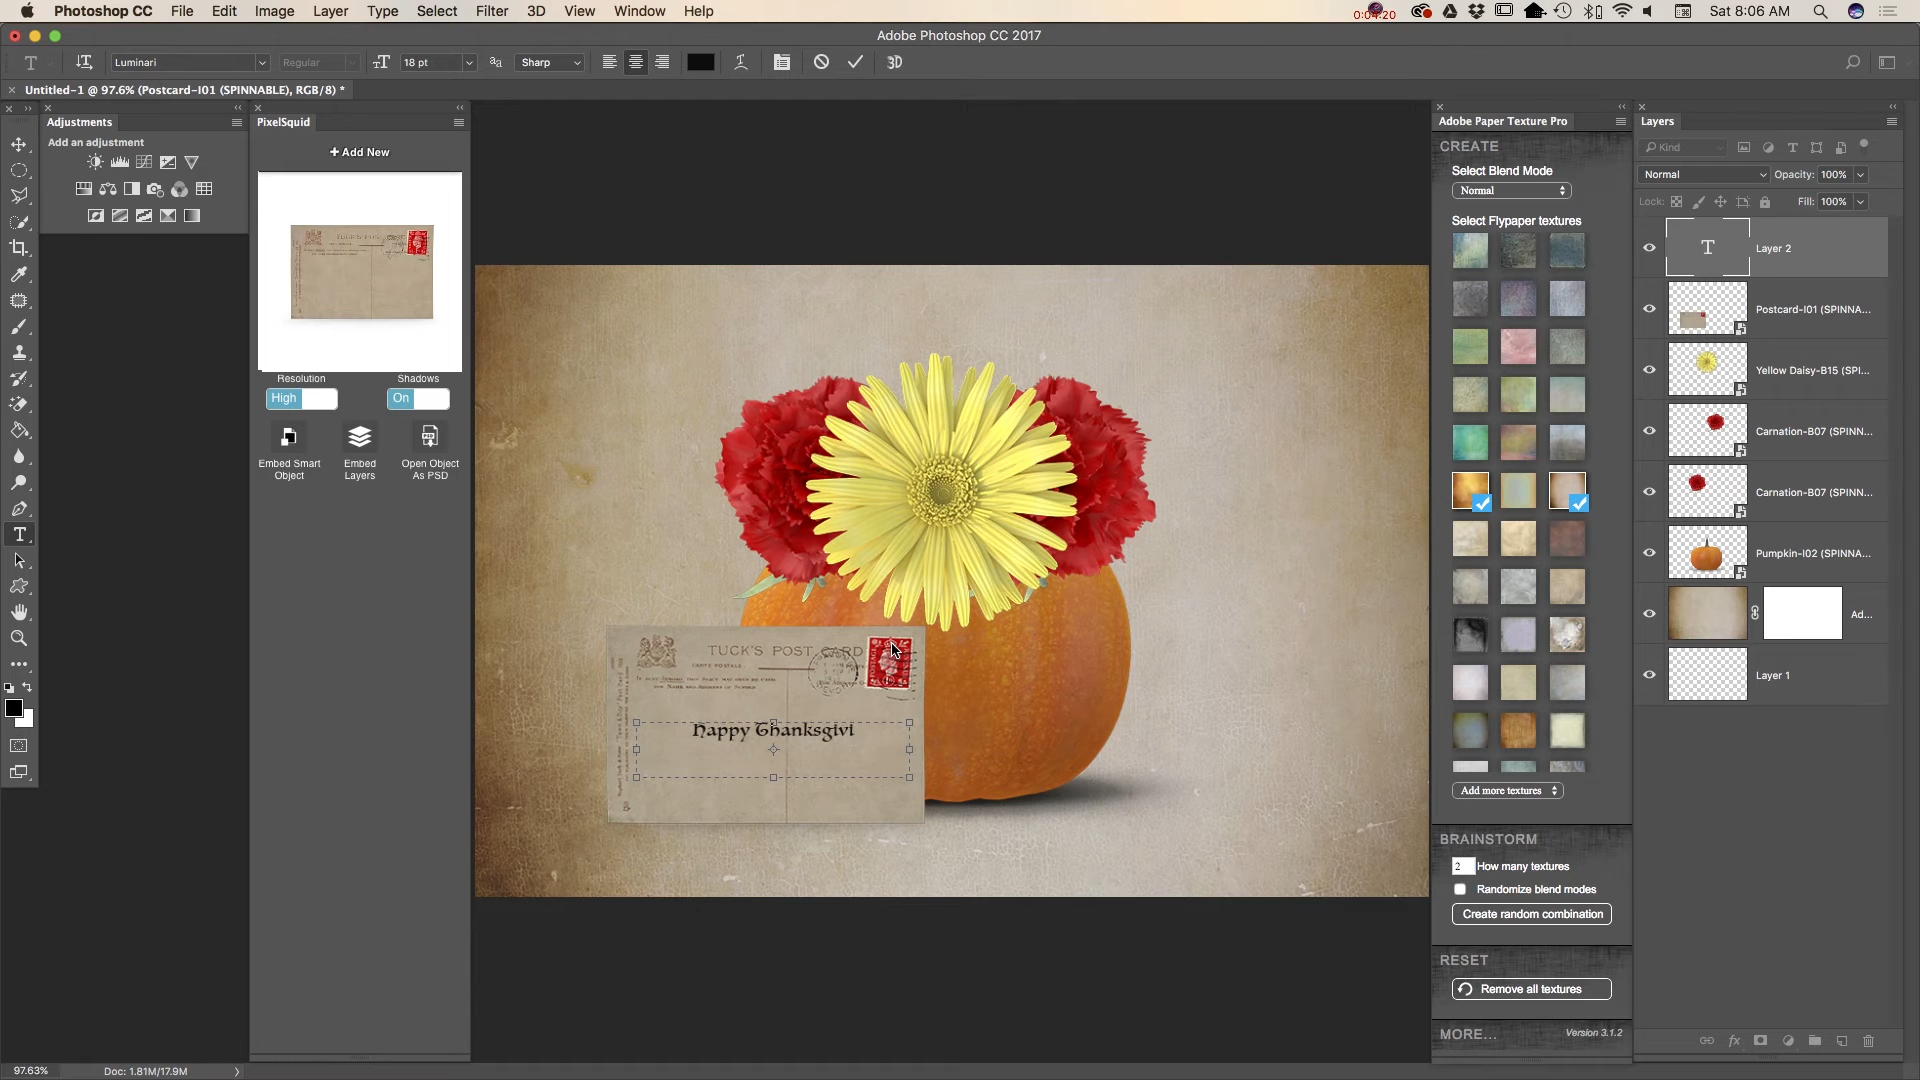 Photoshop CC File Edit Image Layer Type Select Filter 3D View Window Help
0:04:20
Sat 8:06 AM
Adobe Photoshop CC 2017
Luminari
Regular
18 pt
Sharp
3D
Untitled-1 @ 97.6% (Postcard-I01 (SPINNABLE), RGB/8) *
Adjustments
Add an adjustment
PixelSquid
Add New
Resolution
Shadows
High
On
Embed Smart Object
Embed Layers
Open Object As PSD
TUCK'S POST CARD
CARTE POSTALE
Happy Thanksgivi
Adobe Paper Texture Pro
CREATE
Select Blend Mode
Normal
Select Flypaper textures
Add more textures
BRAINSTORM
2 How many textures
Randomize blend modes
Create random combination
RESET
Remove all textures
MORE...
Version 3.1.2
Layers
Kind
Normal
Opacity: 100%
Lock:
Fill: 100%
Layer 2
Postcard-I01 (SPINNA...
Yellow Daisy-B15 (SPI...
Carnation-B07 (SPINN...
Carnation-B07 (SPINN...
Pumpkin-I02 (SPINNA...
Ad...
Layer 1
97.63%
Doc: 1.81M/17.9M